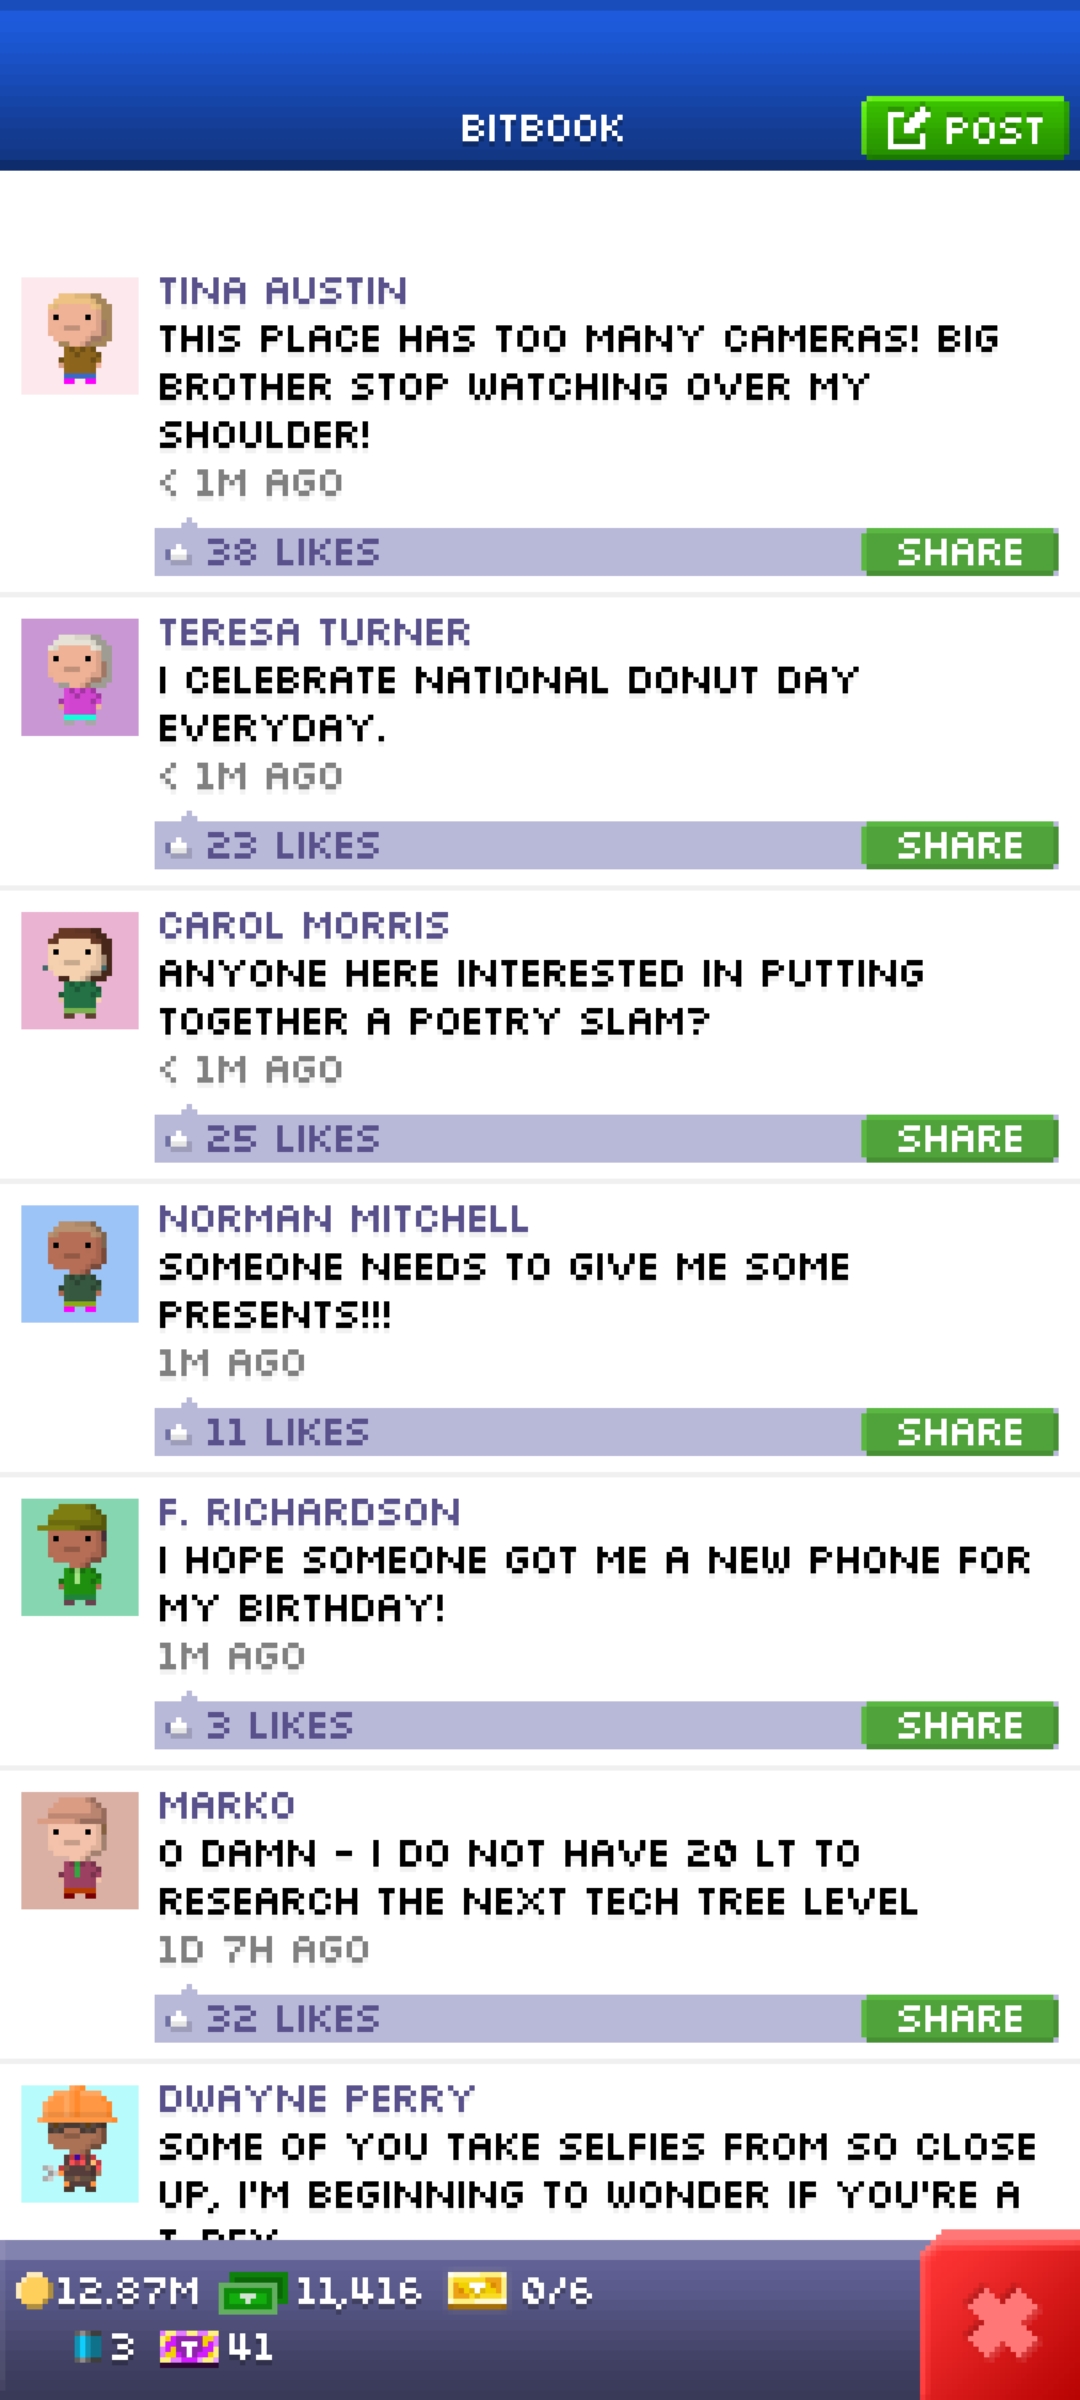 BITBOOK
POST
TINA AUSTIN
THIS PLACE HAS TOO MANY CAMERAS! BIG
BROTHER STOP WATCHING OVER MY
SHOULDER!
< 1M AGO
38 LIKES
SHARE
TERESA TURNER
I CELEBRATE NATIONAL DONUT DAY
EVERYDAY.
< 1M AGO
23 LIKES
SHARE
CAROL MORRIS
ANYONE HERE INTERESTED IN PUTTING
TOGETHER A POETRY SLAM?
< 1M AGO
25 LIKES
SHARE
NORMAN MITCHELL
SOMEONE NEEDS TO GIVE ME SOME
PRESENTS!!!
1M AGO
11 LIKES
SHARE
F. RICHARDSON
I HOPE SOMEONE GOT ME A NEW PHONE FOR
MY BIRTHDAY!
1M AGO
3 LIKES
SHARE
MARKO
O DAMN - I DO NOT HAVE 20 LT TO
RESEARCH THE NEXT TECH TREE LEVEL
1D 7H AGO
32 LIKES
SHARE
DWAYNE PERRY
SOME OF YOU TAKE SELFIES FROM SO CLOSE
UP, I'M BEGINNING TO WONDER IF YOU'RE A
12.87M 11,416 0/6
3 T 41